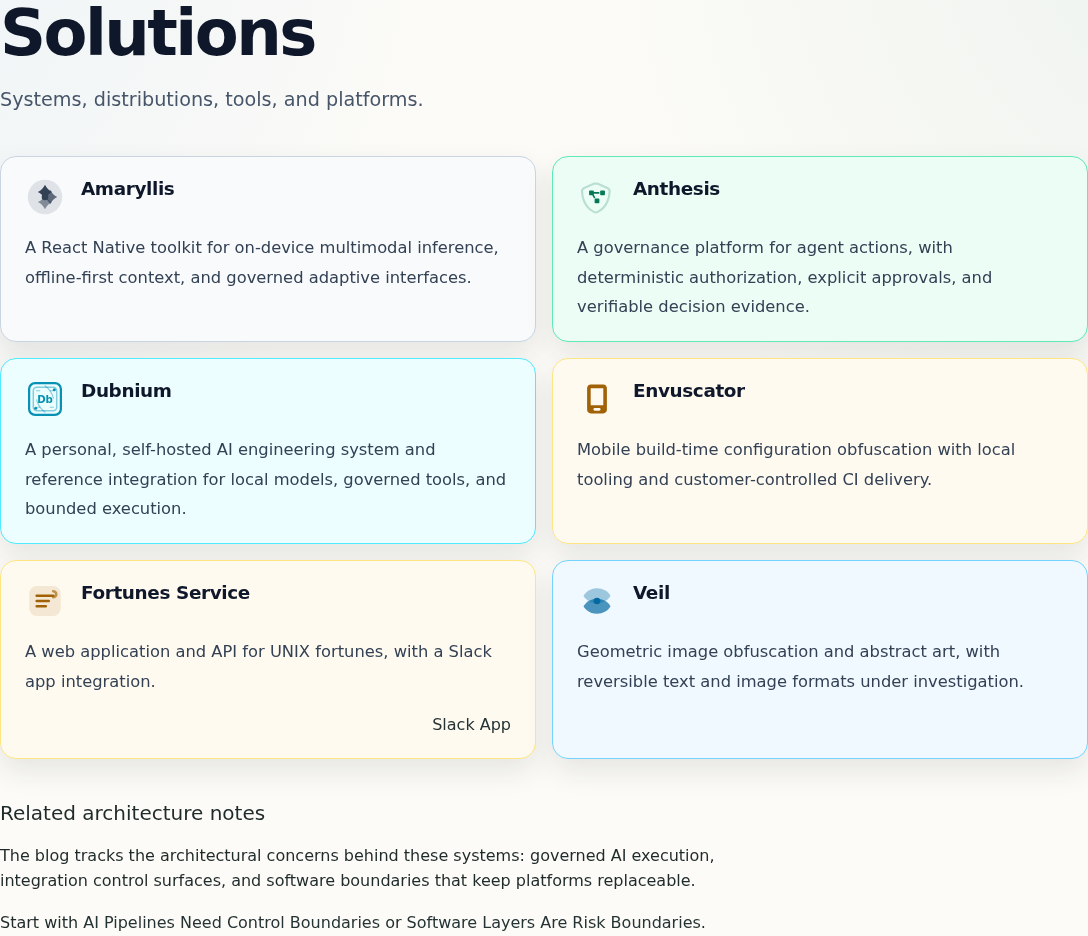 Solutions
Systems, distributions, tools, and platforms.
Amaryllis
A React Native toolkit for on-device multimodal inference,
offline-first context, and governed adaptive interfaces.
Anthesis
A governance platform for agent actions, with
deterministic authorization, explicit approvals, and
verifiable decision evidence.
Db
Dubnium
A personal, self-hosted AI engineering system and
reference integration for local models, governed tools, and
bounded execution.
Envuscator
Mobile build-time configuration obfuscation with local
tooling and customer-controlled CI delivery.
Fortunes Service
A web application and API for UNIX fortunes, with a Slack
app integration.
Slack App
Veil
Geometric image obfuscation and abstract art, with
reversible text and image formats under investigation.
Related architecture notes
The blog tracks the architectural concerns behind these systems: governed AI execution,
integration control surfaces, and software boundaries that keep platforms replaceable.
Start with AI Pipelines Need Control Boundaries or Software Layers Are Risk Boundaries.